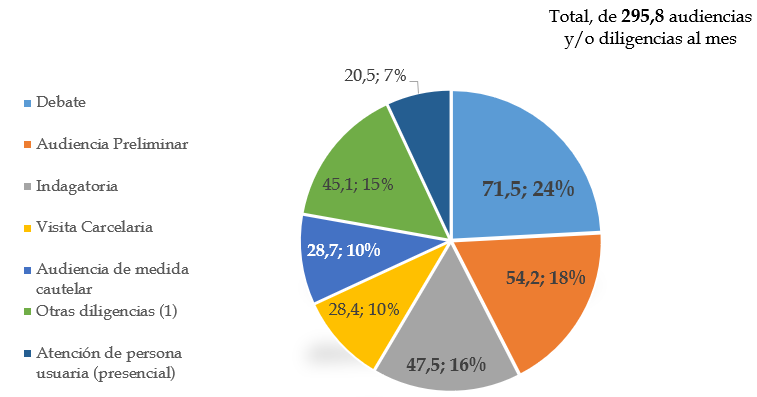 Total, de 295,8 audiencias
y/o diligencias al mes
20,5; 7%
Debate
Audiencia Preliminar
Indagatoria
Visita Carcelaria
Audiencia de medida
cautelar
Otras diligencias (1)
Atención de persona
usuaria (presencial)
71,5; 24%
45,1; 15%
28,7; 10%
54,2; 18%
28,4; 10%
47,5; 16%